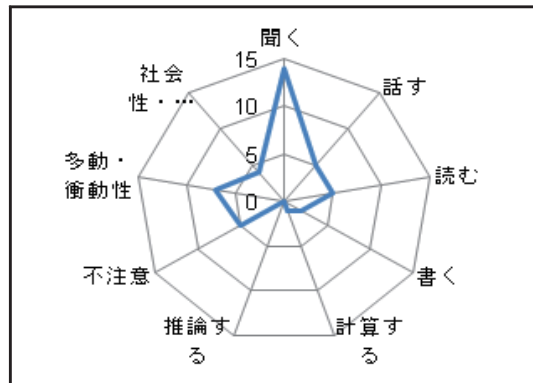 聞く
話す
読む
書く
計算す
る
推論す
る
不注意
多動・
衝動性
社会
性・…
15
10
5
0